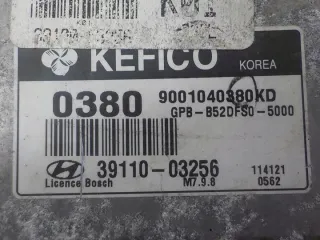 KEFICO
KOREA
0380
9001040380KD
GPB-B52DFS0-5000
39110-03256
114121
Licence Bosch
M7.9.8
0562